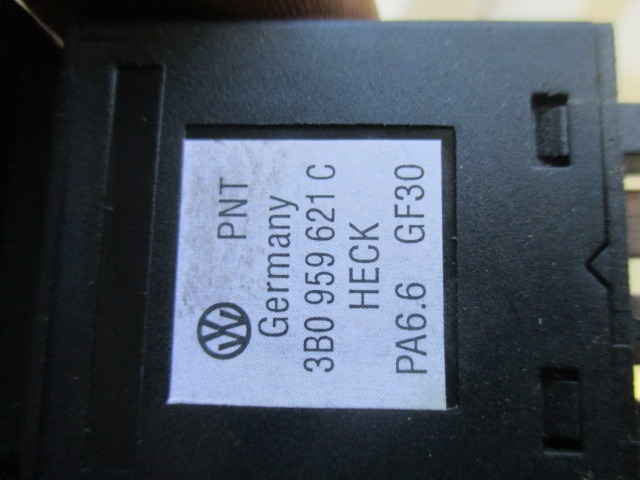 PNT
Germany
3B0 959 621 C
HECK
PA6.6 GF30